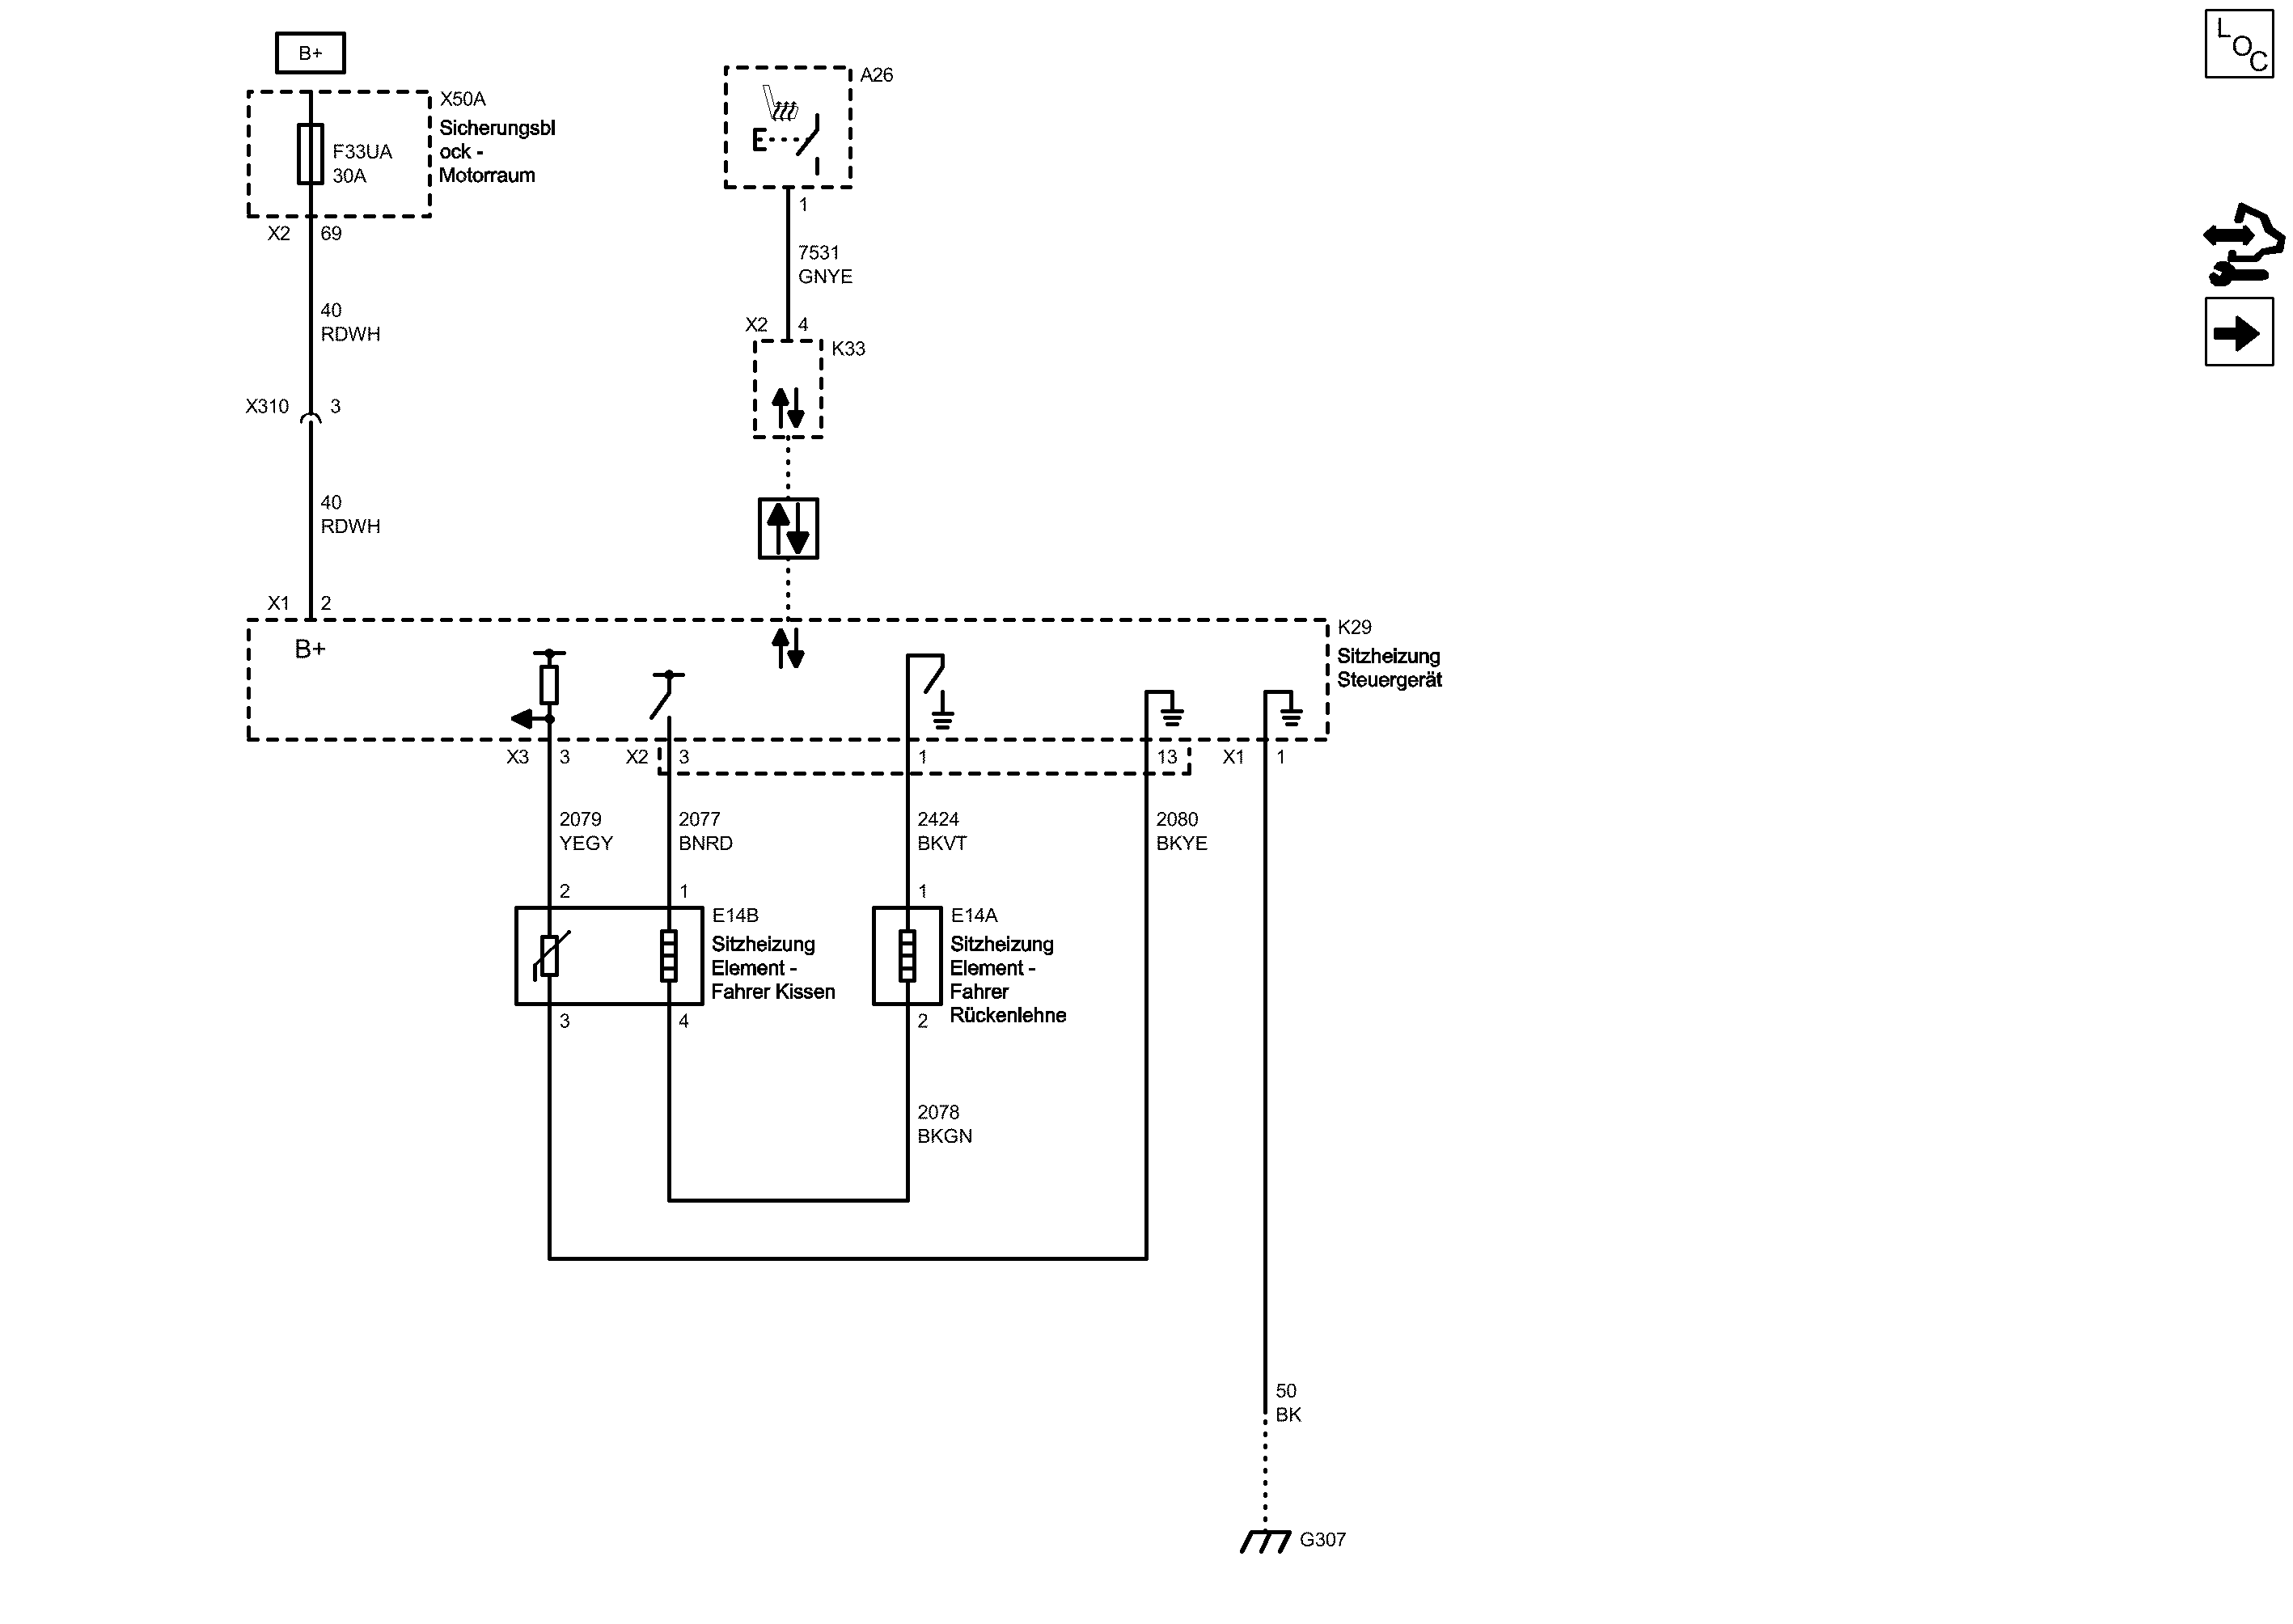 B+
X50A
Sicherungsbl
ock -
Motorraum
F33UA
30A
X2 69
40
RDWH
X310 3
40
RDWH
X1 2
A26
1
7531
GNYE
X2 4
K33
B+
K29
Sitzheizung
Steuergerät
X3 3 X2 3 1 13 X1 1
2079
YEGY
2077
BNRD
2424
BKVT
2080
BKYE
2 1 1
E14B
Sitzheizung
Element -
Fahrer Kissen
E14A
Sitzheizung
Element -
Fahrer
Rückenlehne
3 4 2
2078
BKGN
50
BK
G307
LOC